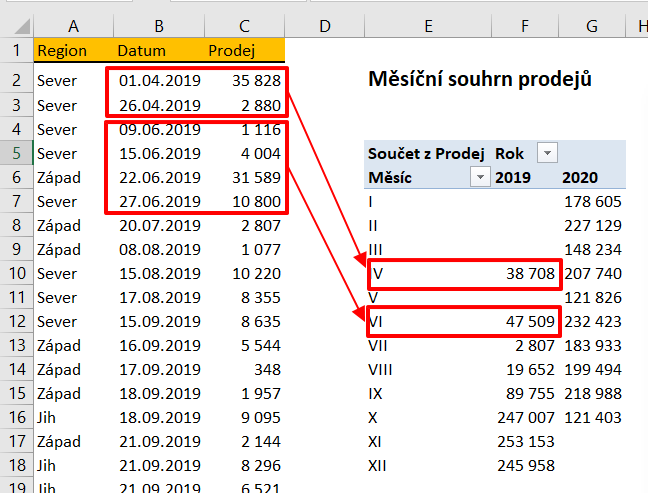 A B C D E F G H
1 Region Datum Prodej
2 Sever 01.04.2019 35 828 Měsíční souhrn prodejů
3 Sever 26.04.2019 2 880
4 Sever 09.06.2019 1 116
5 Sever 15.06.2019 4 004 Součet z Prodej Rok
6 Západ 22.06.2019 31 589 Měsíc 2019 2020
7 Sever 27.06.2019 10 800 I 178 605
8 Západ 20.07.2019 2 807 II 227 129
9 Západ 08.08.2019 1 077 III 148 234
10 Sever 15.08.2019 10 220 V 38 708 207 740
11 Sever 17.08.2019 8 355 V 121 826
12 Sever 15.09.2019 8 635 VI 47 509 232 423
13 Západ 16.09.2019 5 544 VII 2 807 183 933
14 Západ 17.09.2019 348 VIII 19 652 199 494
15 Západ 18.09.2019 1 957 IX 89 755 218 988
16 Jih 18.09.2019 9 095 X 247 007 121 403
17 Západ 21.09.2019 2 144 XI 253 153
18 Jih 21.09.2019 8 296 XII 245 958
19 Jih 21.09.2019 6 521